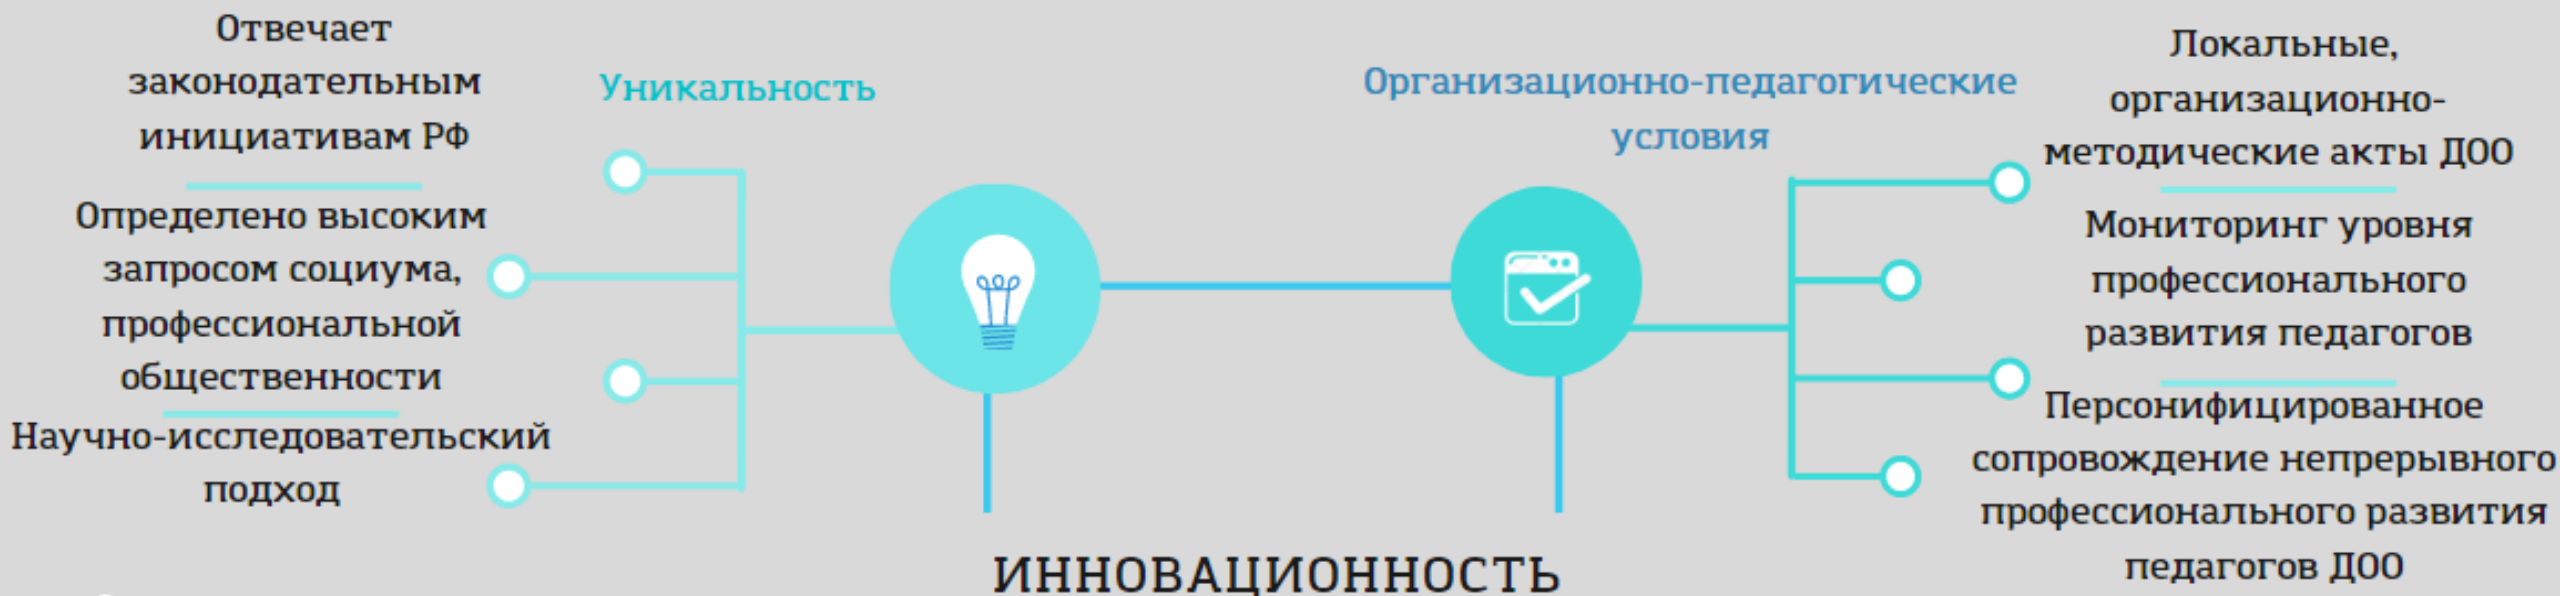 Отвечает
законодательным
инициативам РФ
Определено высоким
запросом социума,
профессиональной
общественности
Научно-исследовательский
подход
Уникальность
Организационно-педагогические
условия
Локальные,
организационно-
методические акты ДОО
Мониторинг уровня
профессионального
развития педагогов
Персонифицированное
сопровождение непрерывного
профессионального развития
педагогов ДОО
ИННОВАЦИОННОСТЬ